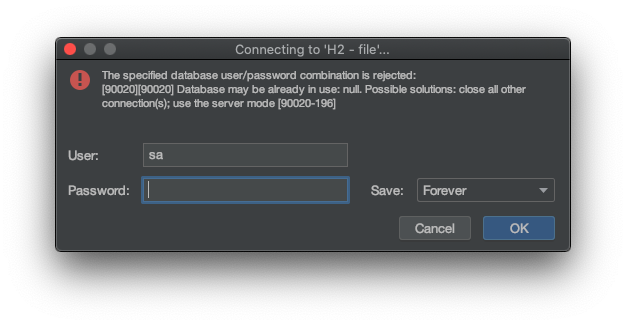 Connecting to 'H2 - file'...
The specified database user/password combination is rejected:
[90020][90020] Database may be already in use: null. Possible solutions: close all other
connection(s); use the server mode [90020-196]
User: sa
Password: Save: Forever
Cancel OK